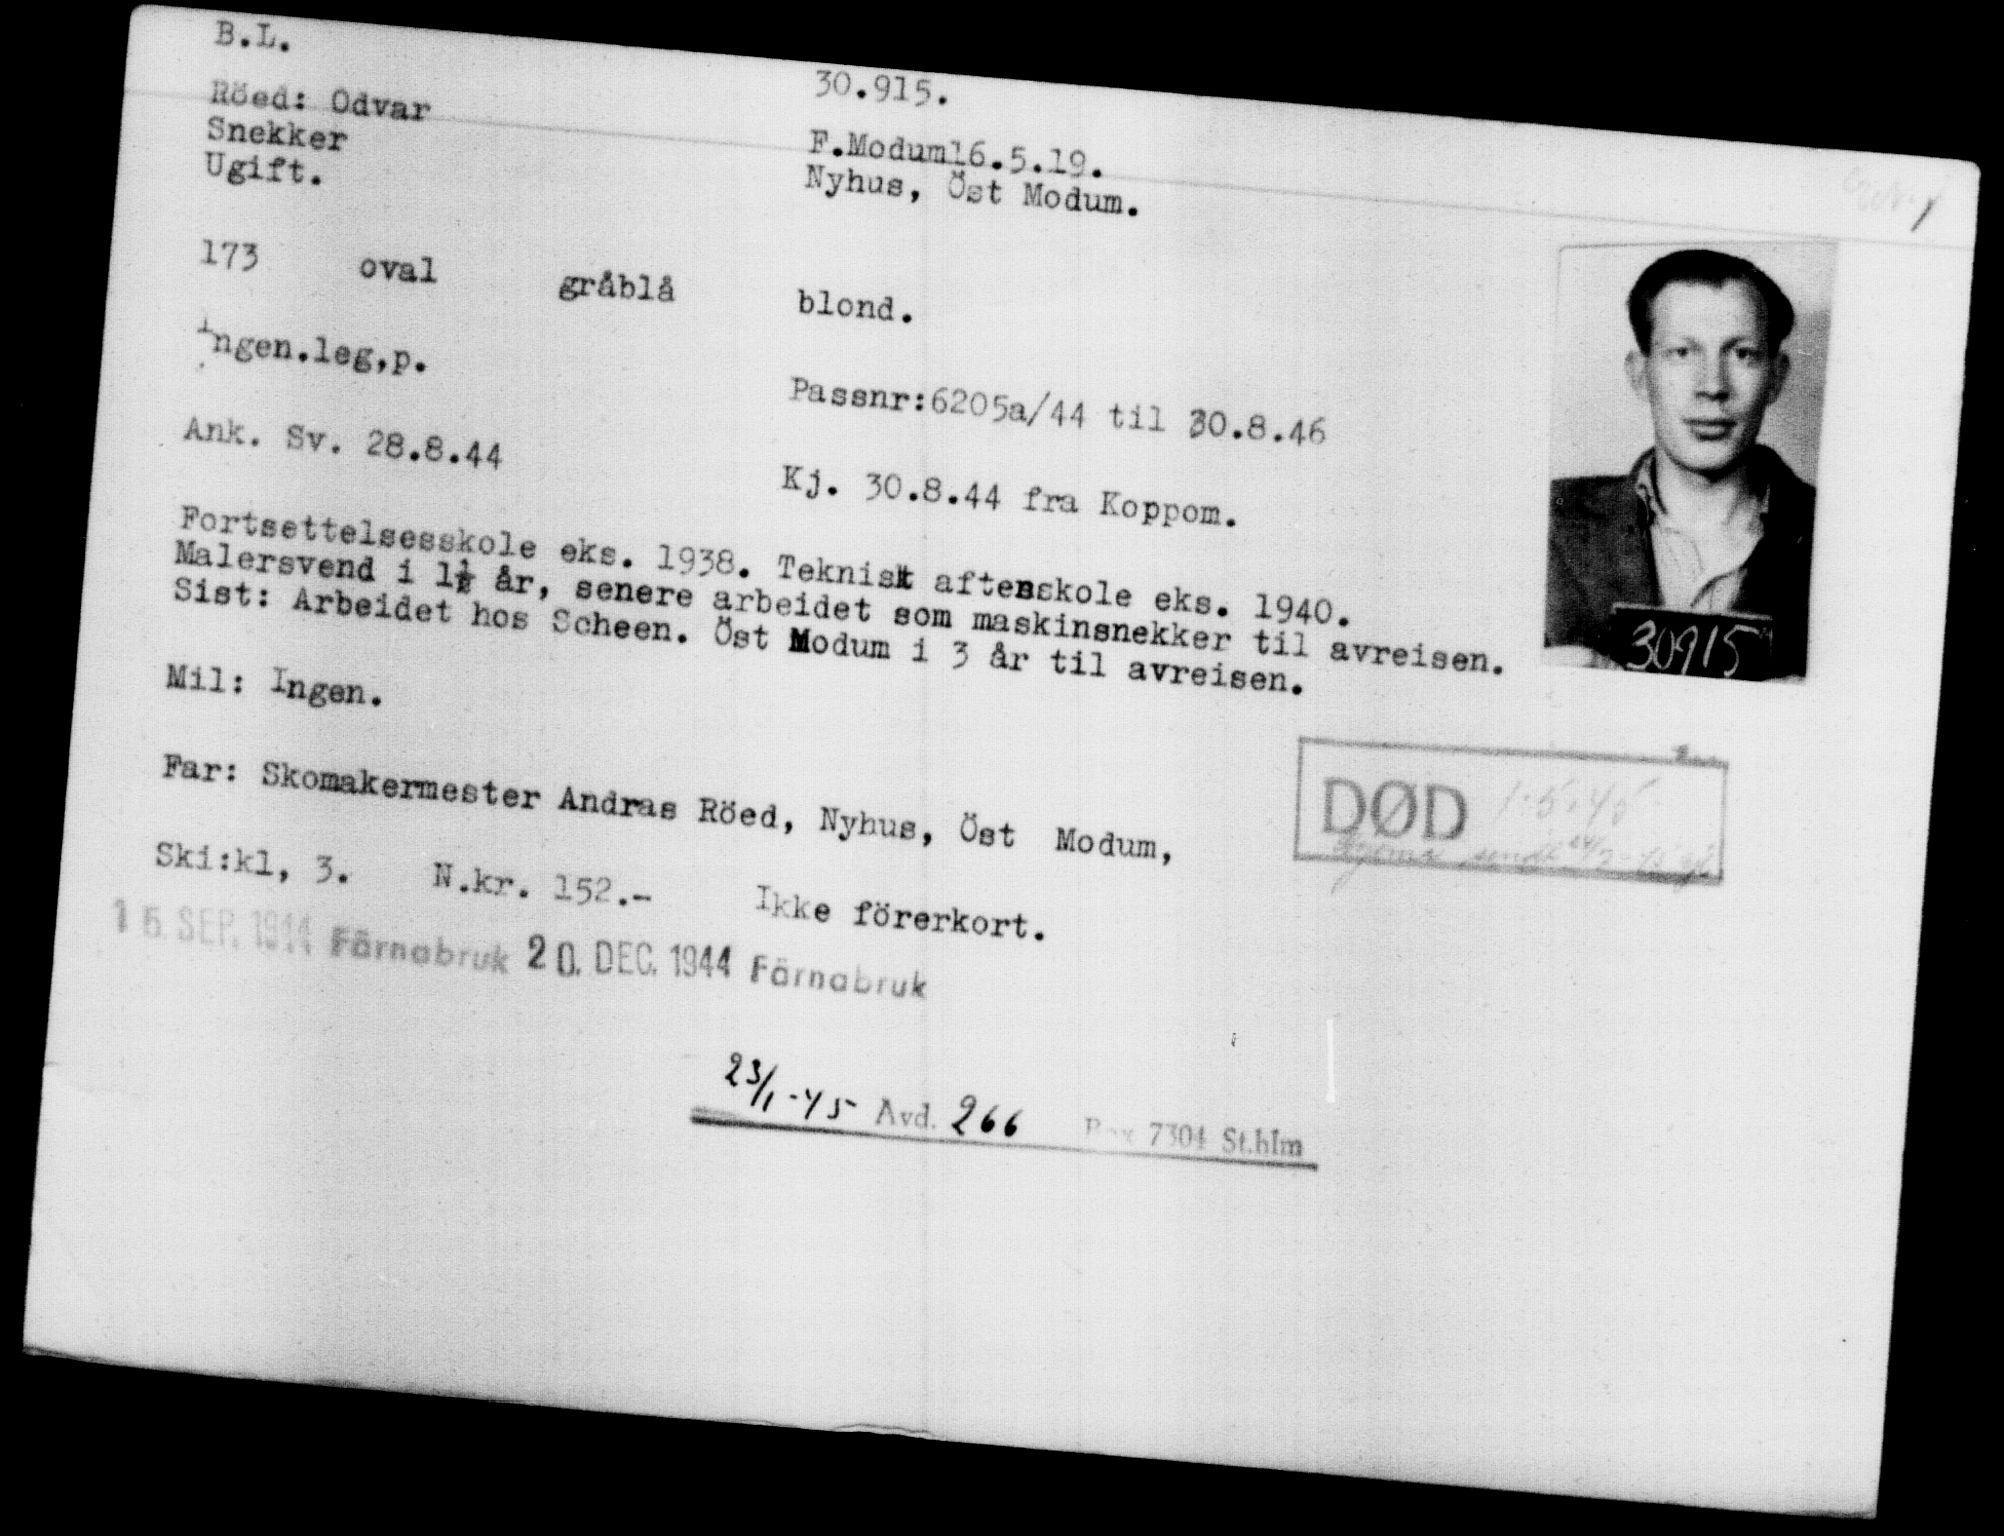 B.L.
30.915.
Röed: Odvar
Snekker
F.Modum16.5.19.
Ugift.
Nyhus, Öst Modum.
173 oval gråblå blond.
Ingen.leg,p.
Passnr:6205a/44 til 30.8.46
Ank. Sv. 28.8.44
Kj. 30.8.44 fra Koppom.
Fortsettelsesskole eks. 1938. Teknisk aftenskole eks. 1940.
Malersvend i 1½ år, senere arbeidet som maskinsnekker til avreisen.
Sist: Arbeidet hos Scheen. Öst Modum i 3 år til avreisen.
30915
Mil: Ingen.
DØD 1.5.45
Far: Skomakermester Andras Röed, Nyhus, Öst Modum,
Ski:kl, 3. N.kr. 152.- Ikke förerkort.
16. SEP. 1944 Färnabruk 20. DEC. 1944 Färnabruk
23/1-45 Avd. 266 Box 7304 St.hlm